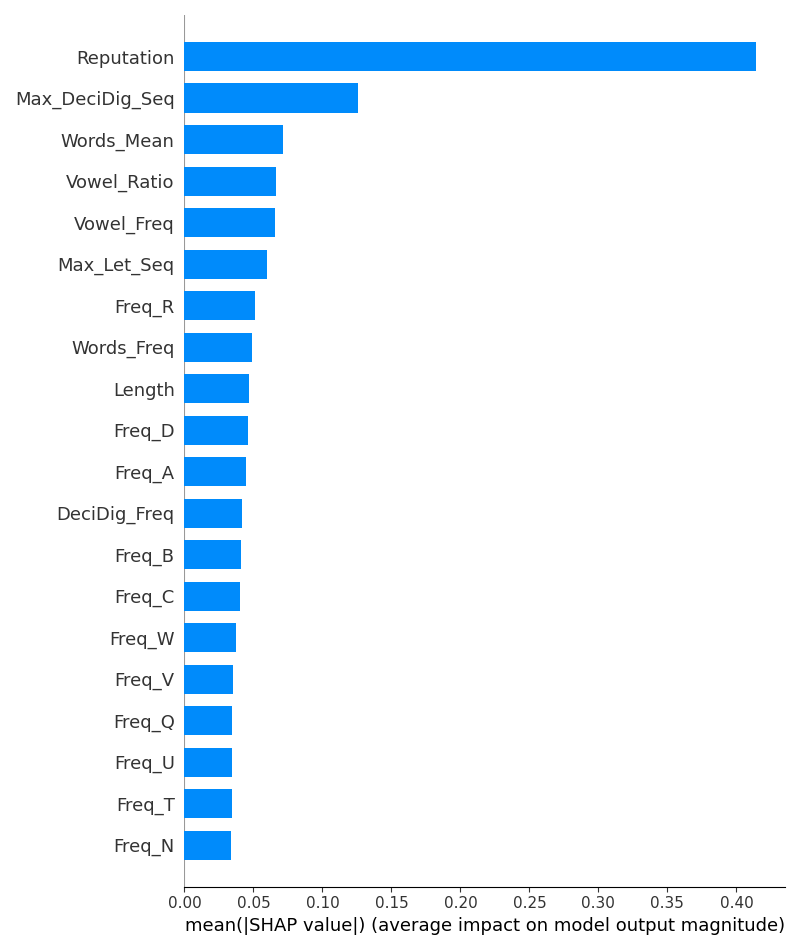 Reputation
Max_DeciDig_Seq
Words_Mean
Vowel_Ratio
Vowel_Freq
Max_Let_Seq
Freq_R
Words_Freq
Length
Freq_D
Freq_A
DeciDig_Freq
Freq_B
Freq_C
Freq_W
Freq_V
Freq_Q
Freq_U
Freq_T
Freq_N
0.00 0.05 0.10 0.15 0.20 0.25 0.30 0.35 0.40
mean(|SHAP value|) (average impact on model output magnitude)